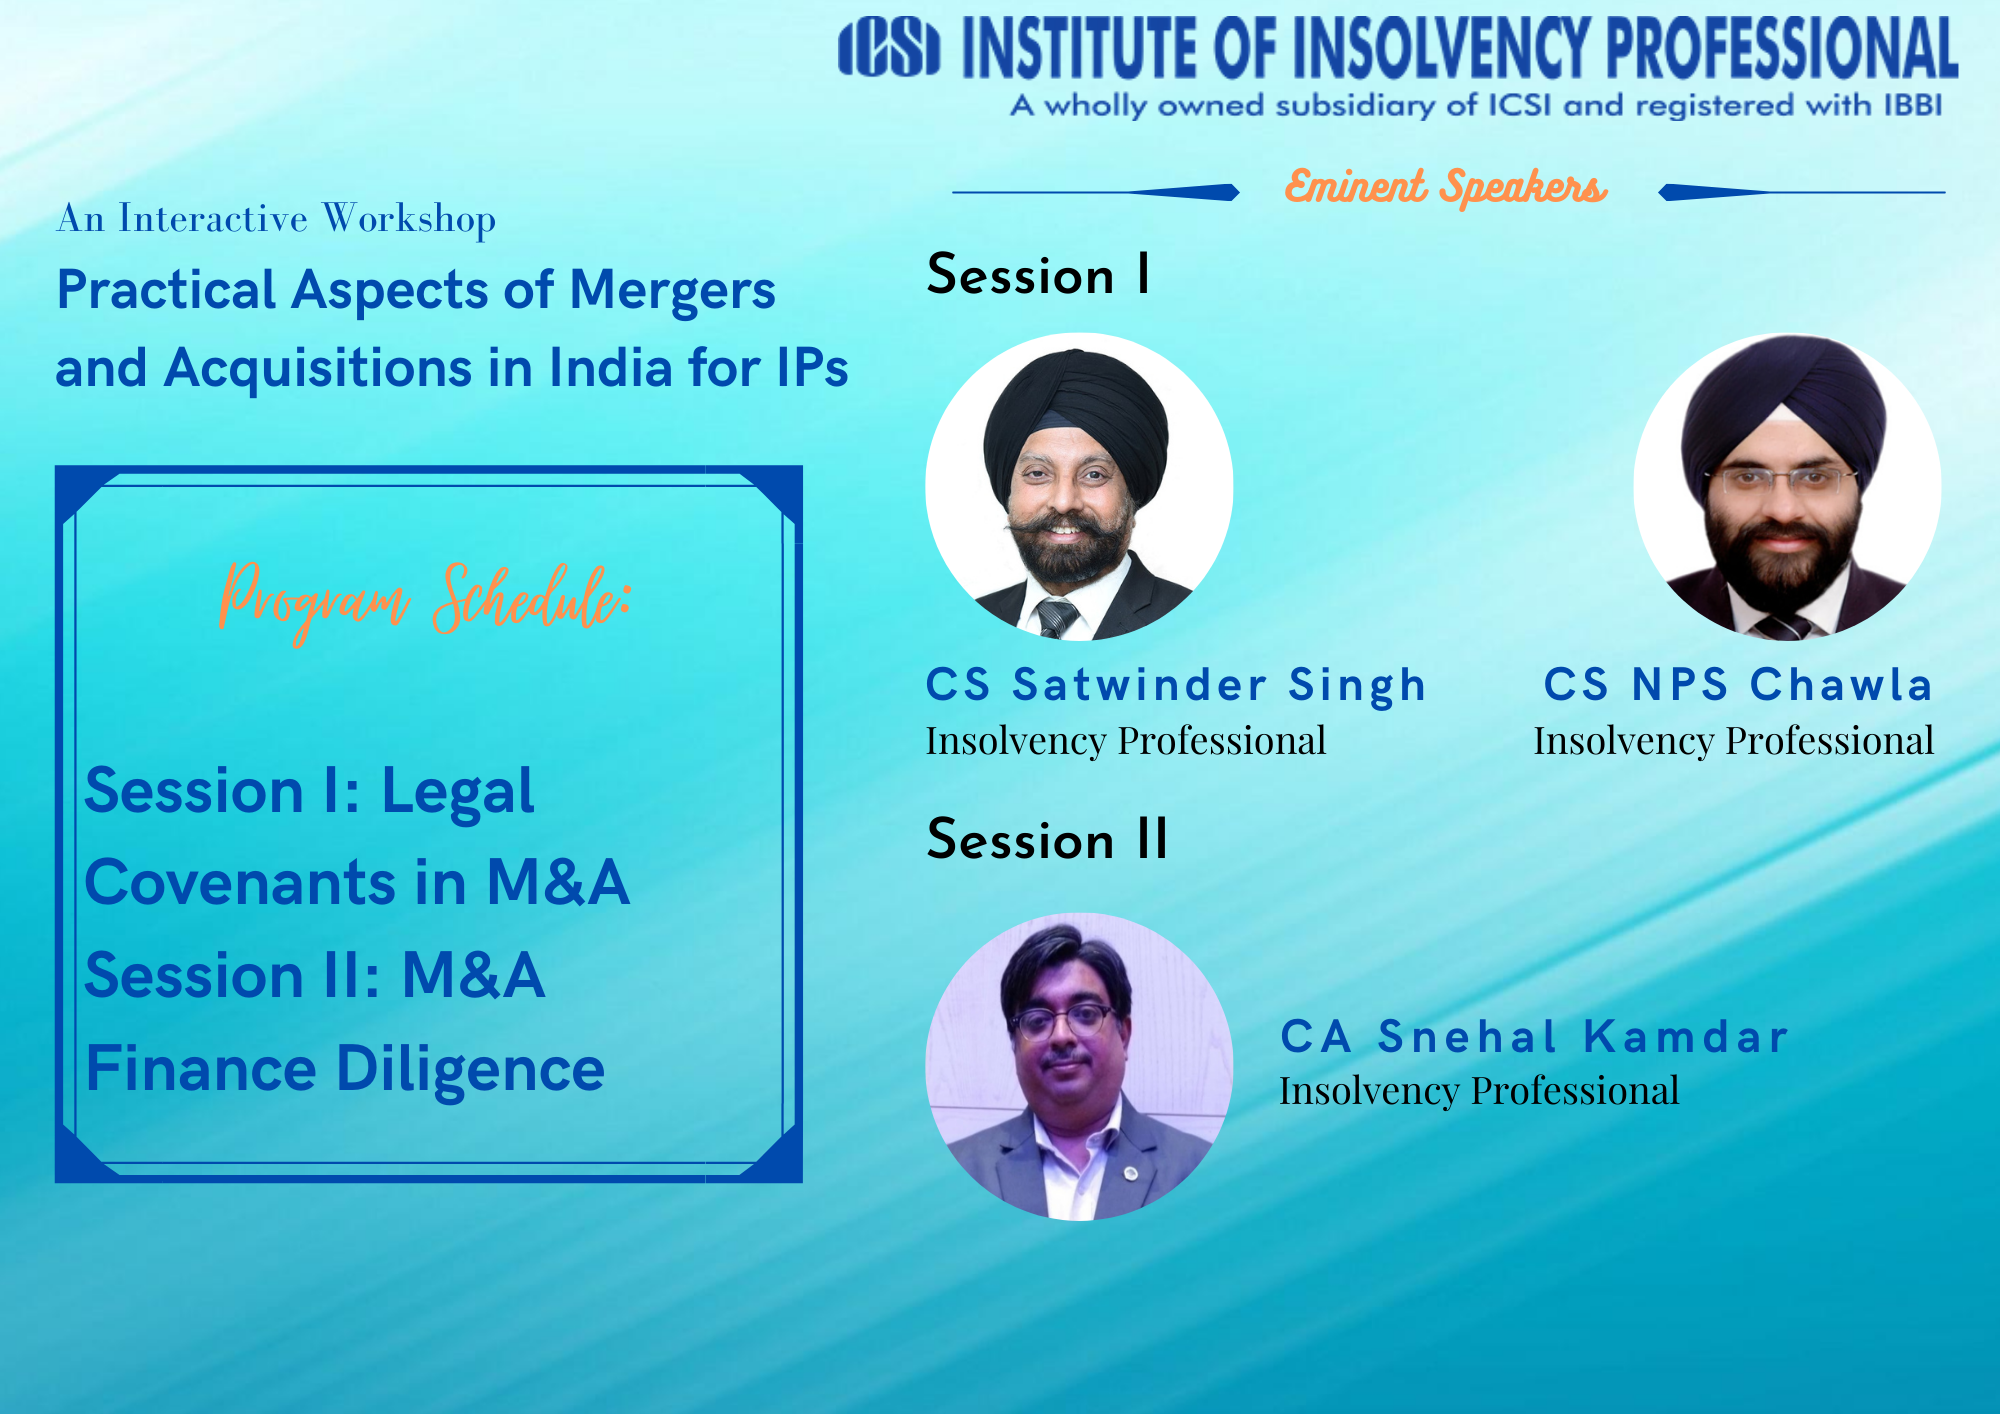 ICSI INSTITUTE OF INSOLVENCY PROFESSIONAL
A wholly owned subsidiary of ICSI and registered with IBBI
An Interactive Workshop
Practical Aspects of Mergers
and Acquisitions in India for IPs
Program Schedule:
Session I: Legal
Covenants in M&A
Session II: M&A
Finance Diligence
Eminent Speakers
Session I
CS Satwinder Singh
Insolvency Professional
CS NPS Chawla
Insolvency Professional
Session II
CA Snehal Kamdar
Insolvency Professional